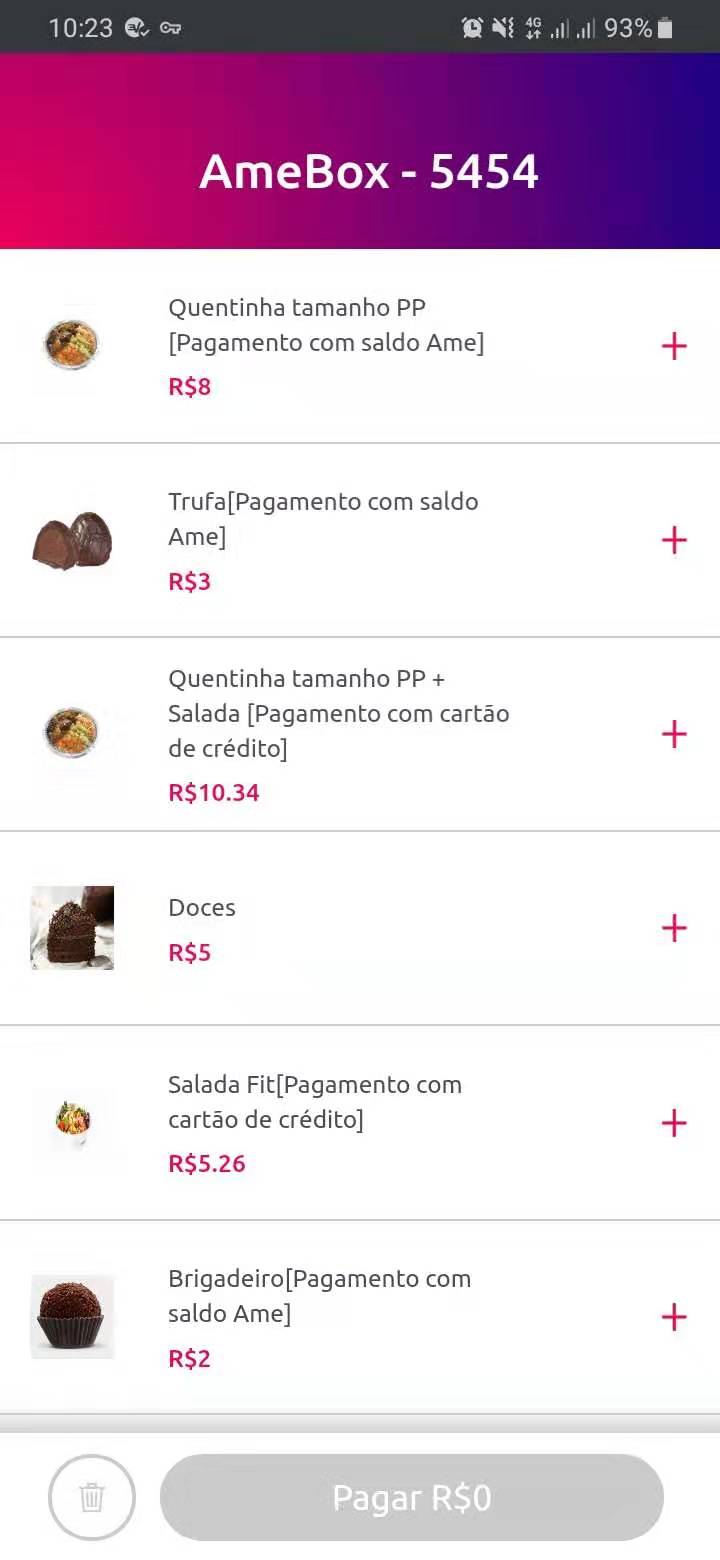 10:23
4G
93%
AmeBox - 5454
Quentinha tamanho PP
[Pagamento com saldo Ame]
R$8
Trufa[Pagamento com saldo
Ame]
R$3
Quentinha tamanho PP +
Salada [Pagamento com cartão
de crédito]
R$10.34
Doces
R$5
Salada Fit[Pagamento com
cartão de crédito]
R$5.26
Brigadeiro[Pagamento com
saldo Ame]
R$2
Pagar R$0